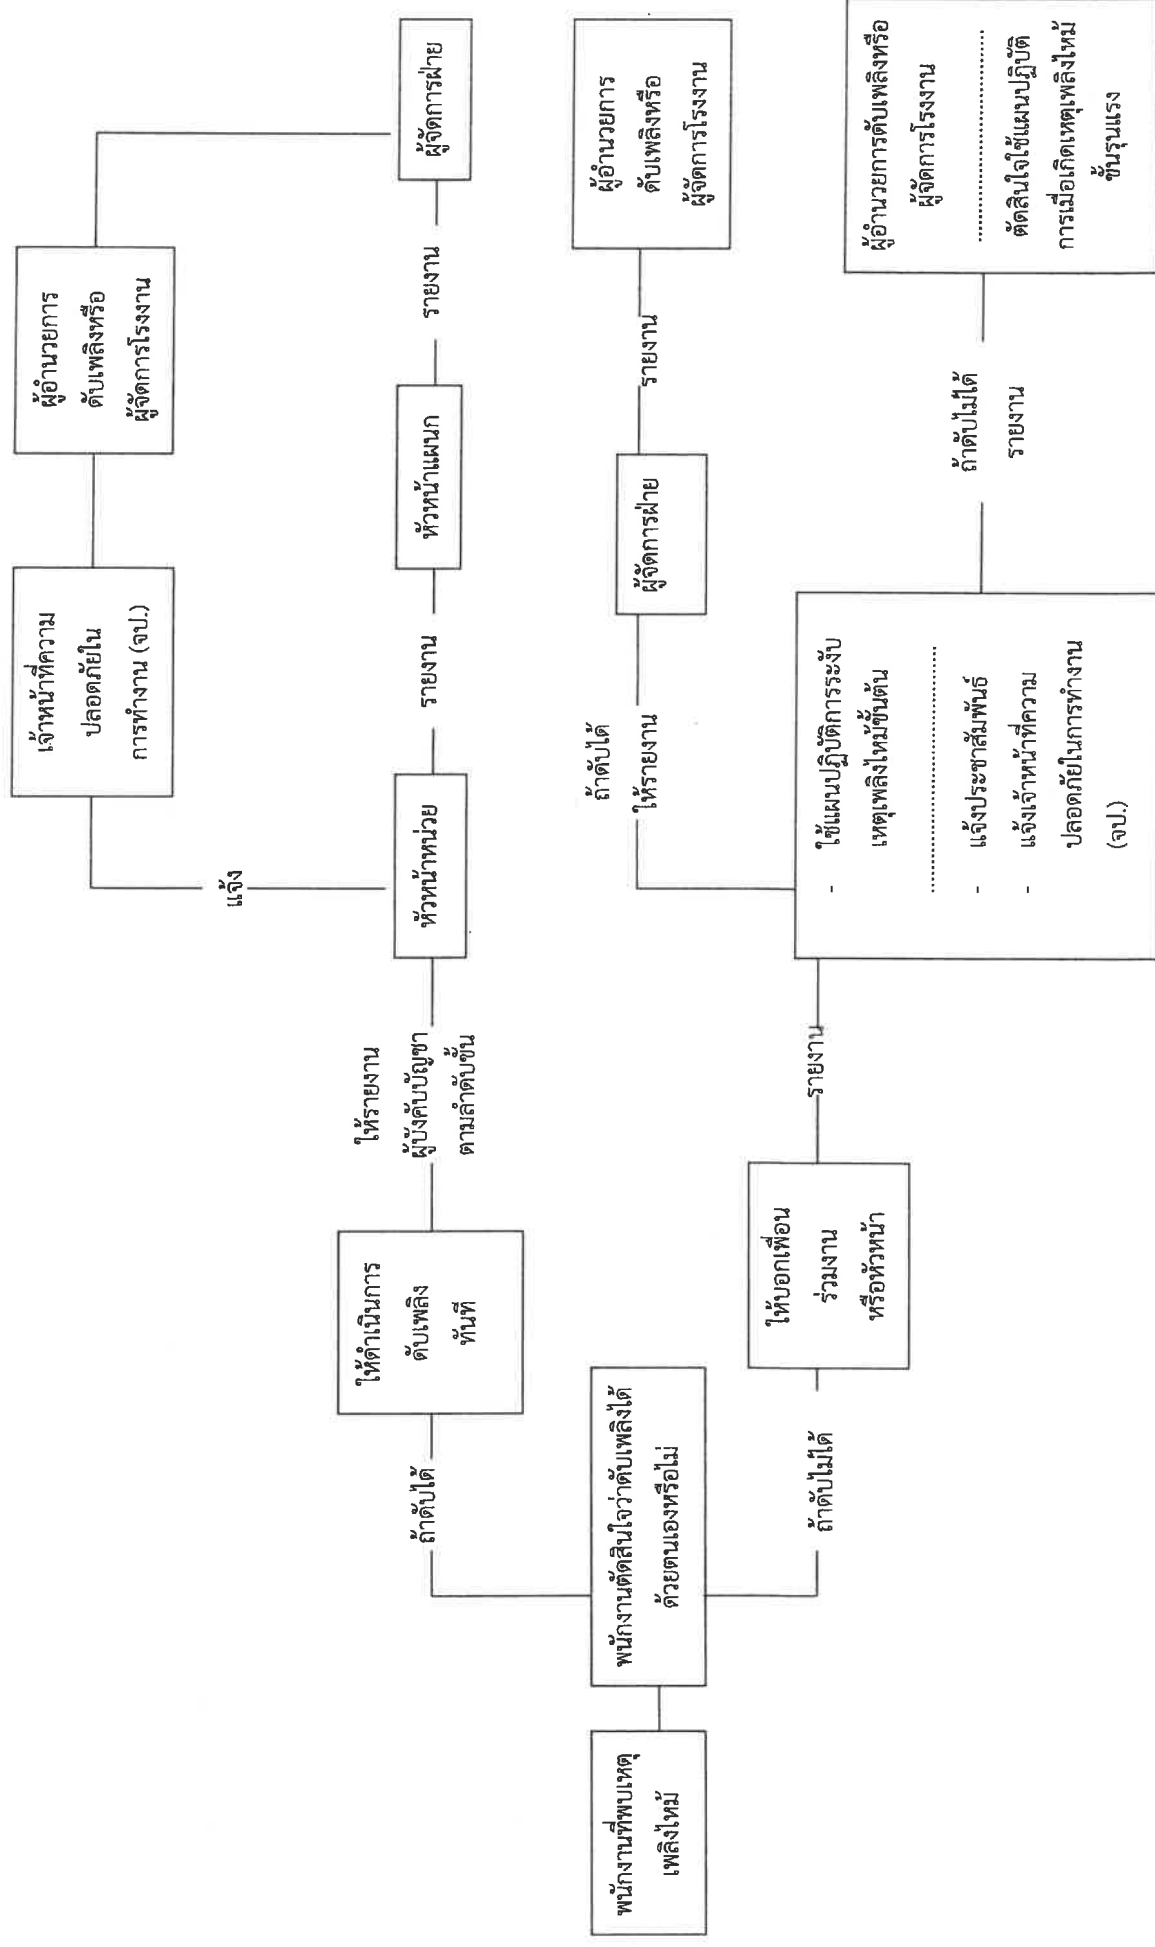 พนักงานที่พบเหตุ
เพลิงไหม้
พนักงานตัดสินใจว่าดับเพลิงได้
ด้วยตนเองหรือไม่
ถ้าดับได้
ให้ดำเนินการ
ดับเพลิง
ทันที
ให้รายงาน
ผู้บังคับบัญชา
ตามลำดับขั้น
หัวหน้าหน่วย
แจ้ง
เจ้าหน้าที่ความ
ปลอดภัยใน
การทำงาน (จป.)
ผู้อำนวยการ
ดับเพลิงหรือ
ผู้จัดการโรงงาน
รายงาน
หัวหน้าแผนก
รายงาน
ผู้จัดการฝ่าย
ถ้าดับไม่ได้
ให้บอกเพื่อน
ร่วมงาน
หรือหัวหน้า
รายงาน
- ใช้แผนปฏิบัติการระงับ
เหตุเพลิงไหม้ขั้นต้น
........................................
- แจ้งประชาสัมพันธ์
- แจ้งเจ้าหน้าที่ความ
ปลอดภัยในการทำงาน
(จป.)
ถ้าดับได้
ให้รายงาน
ผู้จัดการฝ่าย
รายงาน
ผู้อำนวยการ
ดับเพลิงหรือ
ผู้จัดการโรงงาน
ถ้าดับไม่ได้
รายงาน
ผู้อำนวยการดับเพลิงหรือ
ผู้จัดการโรงงาน
..................................
ตัดสินใจใช้แผนปฏิบัติ
การเมื่อเกิดเหตุเพลิงไหม้
ขั้นรุนแรง